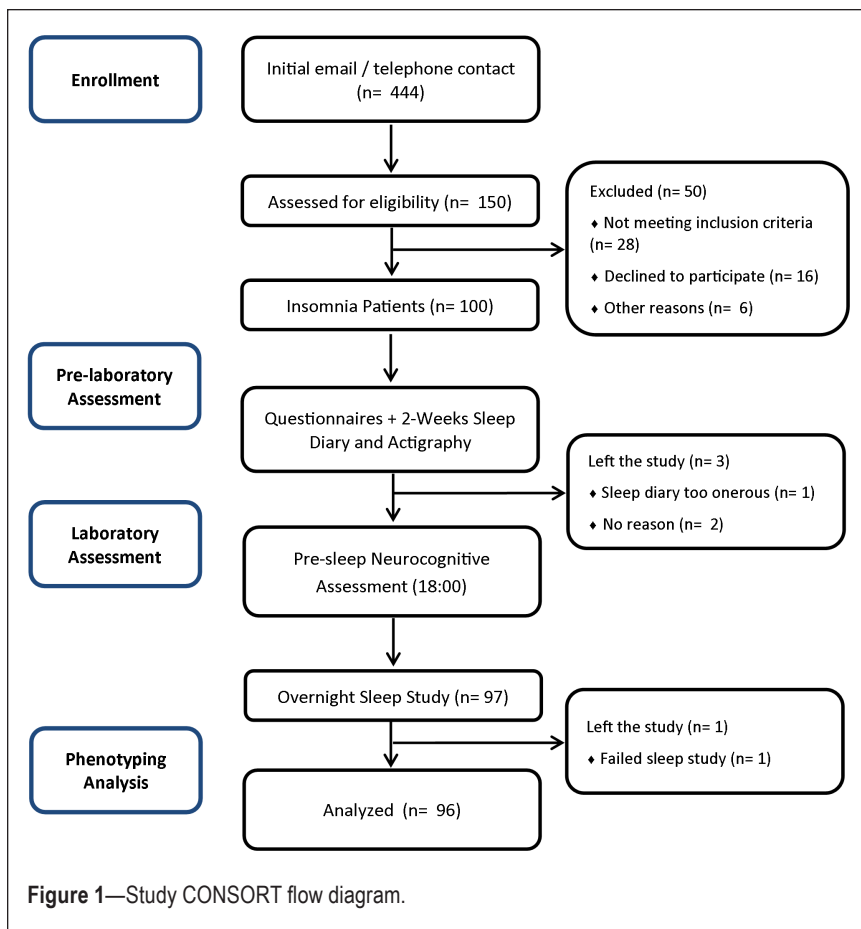 Enrollment
Initial email / telephone contact
(n= 444)
Assessed for eligibility (n= 150)
Excluded (n= 50)
♦ Not meeting inclusion criteria
(n= 28)
♦ Declined to participate (n= 16)
♦ Other reasons (n= 6)
Insomnia Patients (n= 100)
Pre-laboratory
Assessment
Questionnaires + 2-Weeks Sleep
Diary and Actigraphy
Left the study (n= 3)
♦ Sleep diary too onerous (n= 1)
♦ No reason (n= 2)
Laboratory
Assessment
Pre-sleep Neurocognitive
Assessment (18:00)
Overnight Sleep Study (n= 97)
Left the study (n= 1)
♦ Failed sleep study (n= 1)
Phenotyping
Analysis
Analyzed (n= 96)
Figure 1—Study CONSORT flow diagram.